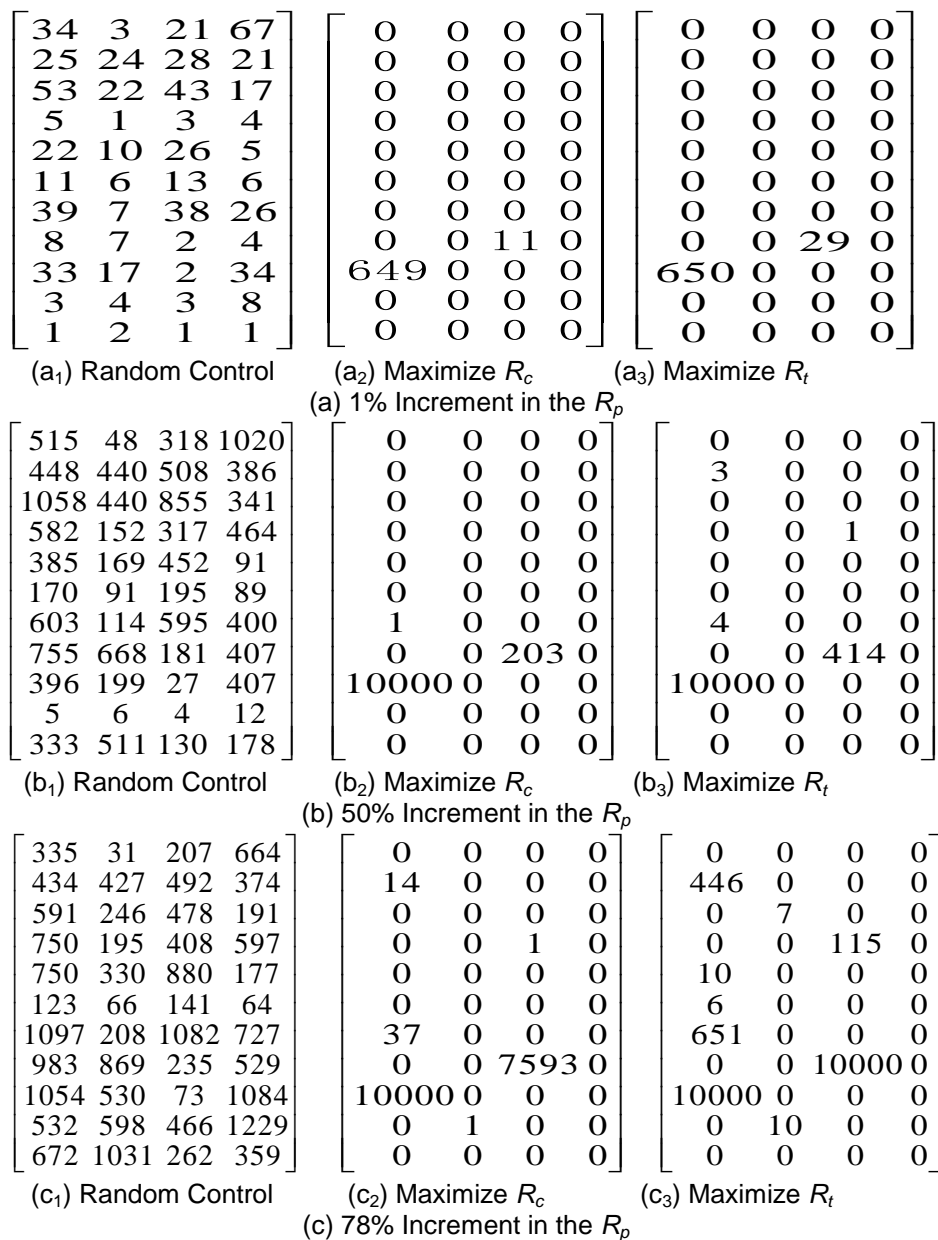 34 3 21 67 0 0 0 0 0 0 0 0
25 24 28 21 0 0 0 0 0 0 0 0
53 22 43 17 0 0 0 0 0 0 0 0
5 1 3 4 0 0 0 0 0 0 0 0
22 10 26 5 0 0 0 0 0 0 0 0
11 6 13 6 0 0 0 0 0 0 0 0
39 7 38 26 0 0 0 0 0 0 0 0
8 7 2 4 0 0 11 0 0 0 29 0
33 17 2 34 649 0 0 0 650 0 0 0
3 4 3 8 0 0 0 0 0 0 0 0
1 2 1 1 0 0 0 0 0 0 0 0
(a₁) Random Control (a₂) Maximize Rc (a₃) Maximize Rt
(a) 1% Increment in the Rp
515 48 318 1020 0 0 0 0 0 0 0 0
448 440 508 386 0 0 0 0 3 0 0 0
1058 440 855 341 0 0 0 0 0 0 0 0
582 152 317 464 0 0 0 0 0 0 1 0
385 169 452 91 0 0 0 0 0 0 0 0
170 91 195 89 0 0 0 0 0 0 0 0
603 114 595 400 1 0 0 0 4 0 0 0
755 668 181 407 0 0 203 0 0 0 414 0
396 199 27 407 10000 0 0 0 10000 0 0 0
5 6 4 12 0 0 0 0 0 0 0 0
333 511 130 178 0 0 0 0 0 0 0 0
(b₁) Random Control (b₂) Maximize Rc (b₃) Maximize Rt
(b) 50% Increment in the Rp
335 31 207 664 0 0 0 0 0 0 0 0
434 427 492 374 14 0 0 0 446 0 0 0
591 246 478 191 0 0 0 0 0 7 0 0
750 195 408 597 0 0 1 0 0 0 115 0
750 330 880 177 0 0 0 0 10 0 0 0
123 66 141 64 0 0 0 0 6 0 0 0
1097 208 1082 727 37 0 0 0 651 0 0 0
983 869 235 529 0 0 7593 0 0 0 10000 0
1054 530 73 1084 10000 0 0 0 10000 0 0 0
532 598 466 1229 0 1 0 0 0 10 0 0
672 1031 262 359 0 0 0 0 0 0 0 0
(c₁) Random Control (c₂) Maximize Rc (c₃) Maximize Rt
(c) 78% Increment in the Rp